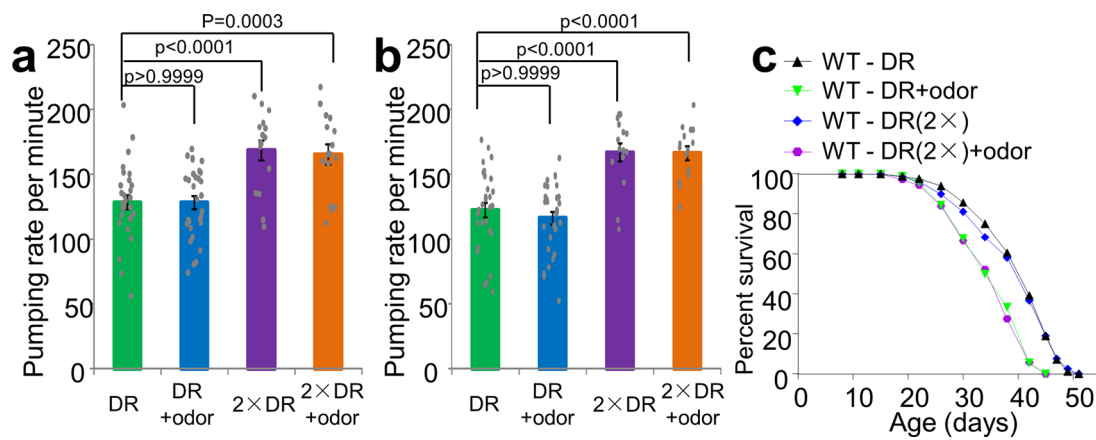 a
P=0.0003
p<0.0001
p>0.9999
Pumping rate per minute
250
200
150
100
50
0
DR
DR
+odor
2×DR
2×DR
+odor
b
p<0.0001
p<0.0001
p>0.9999
Pumping rate per minute
250
200
150
100
50
0
DR
DR
+odor
2×DR
2×DR
+odor
c
WT - DR
WT - DR+odor
WT - DR(2×)
WT - DR(2×)+odor
Percent survival
100
80
60
40
20
0
0 10 20 30 40 50
Age (days)